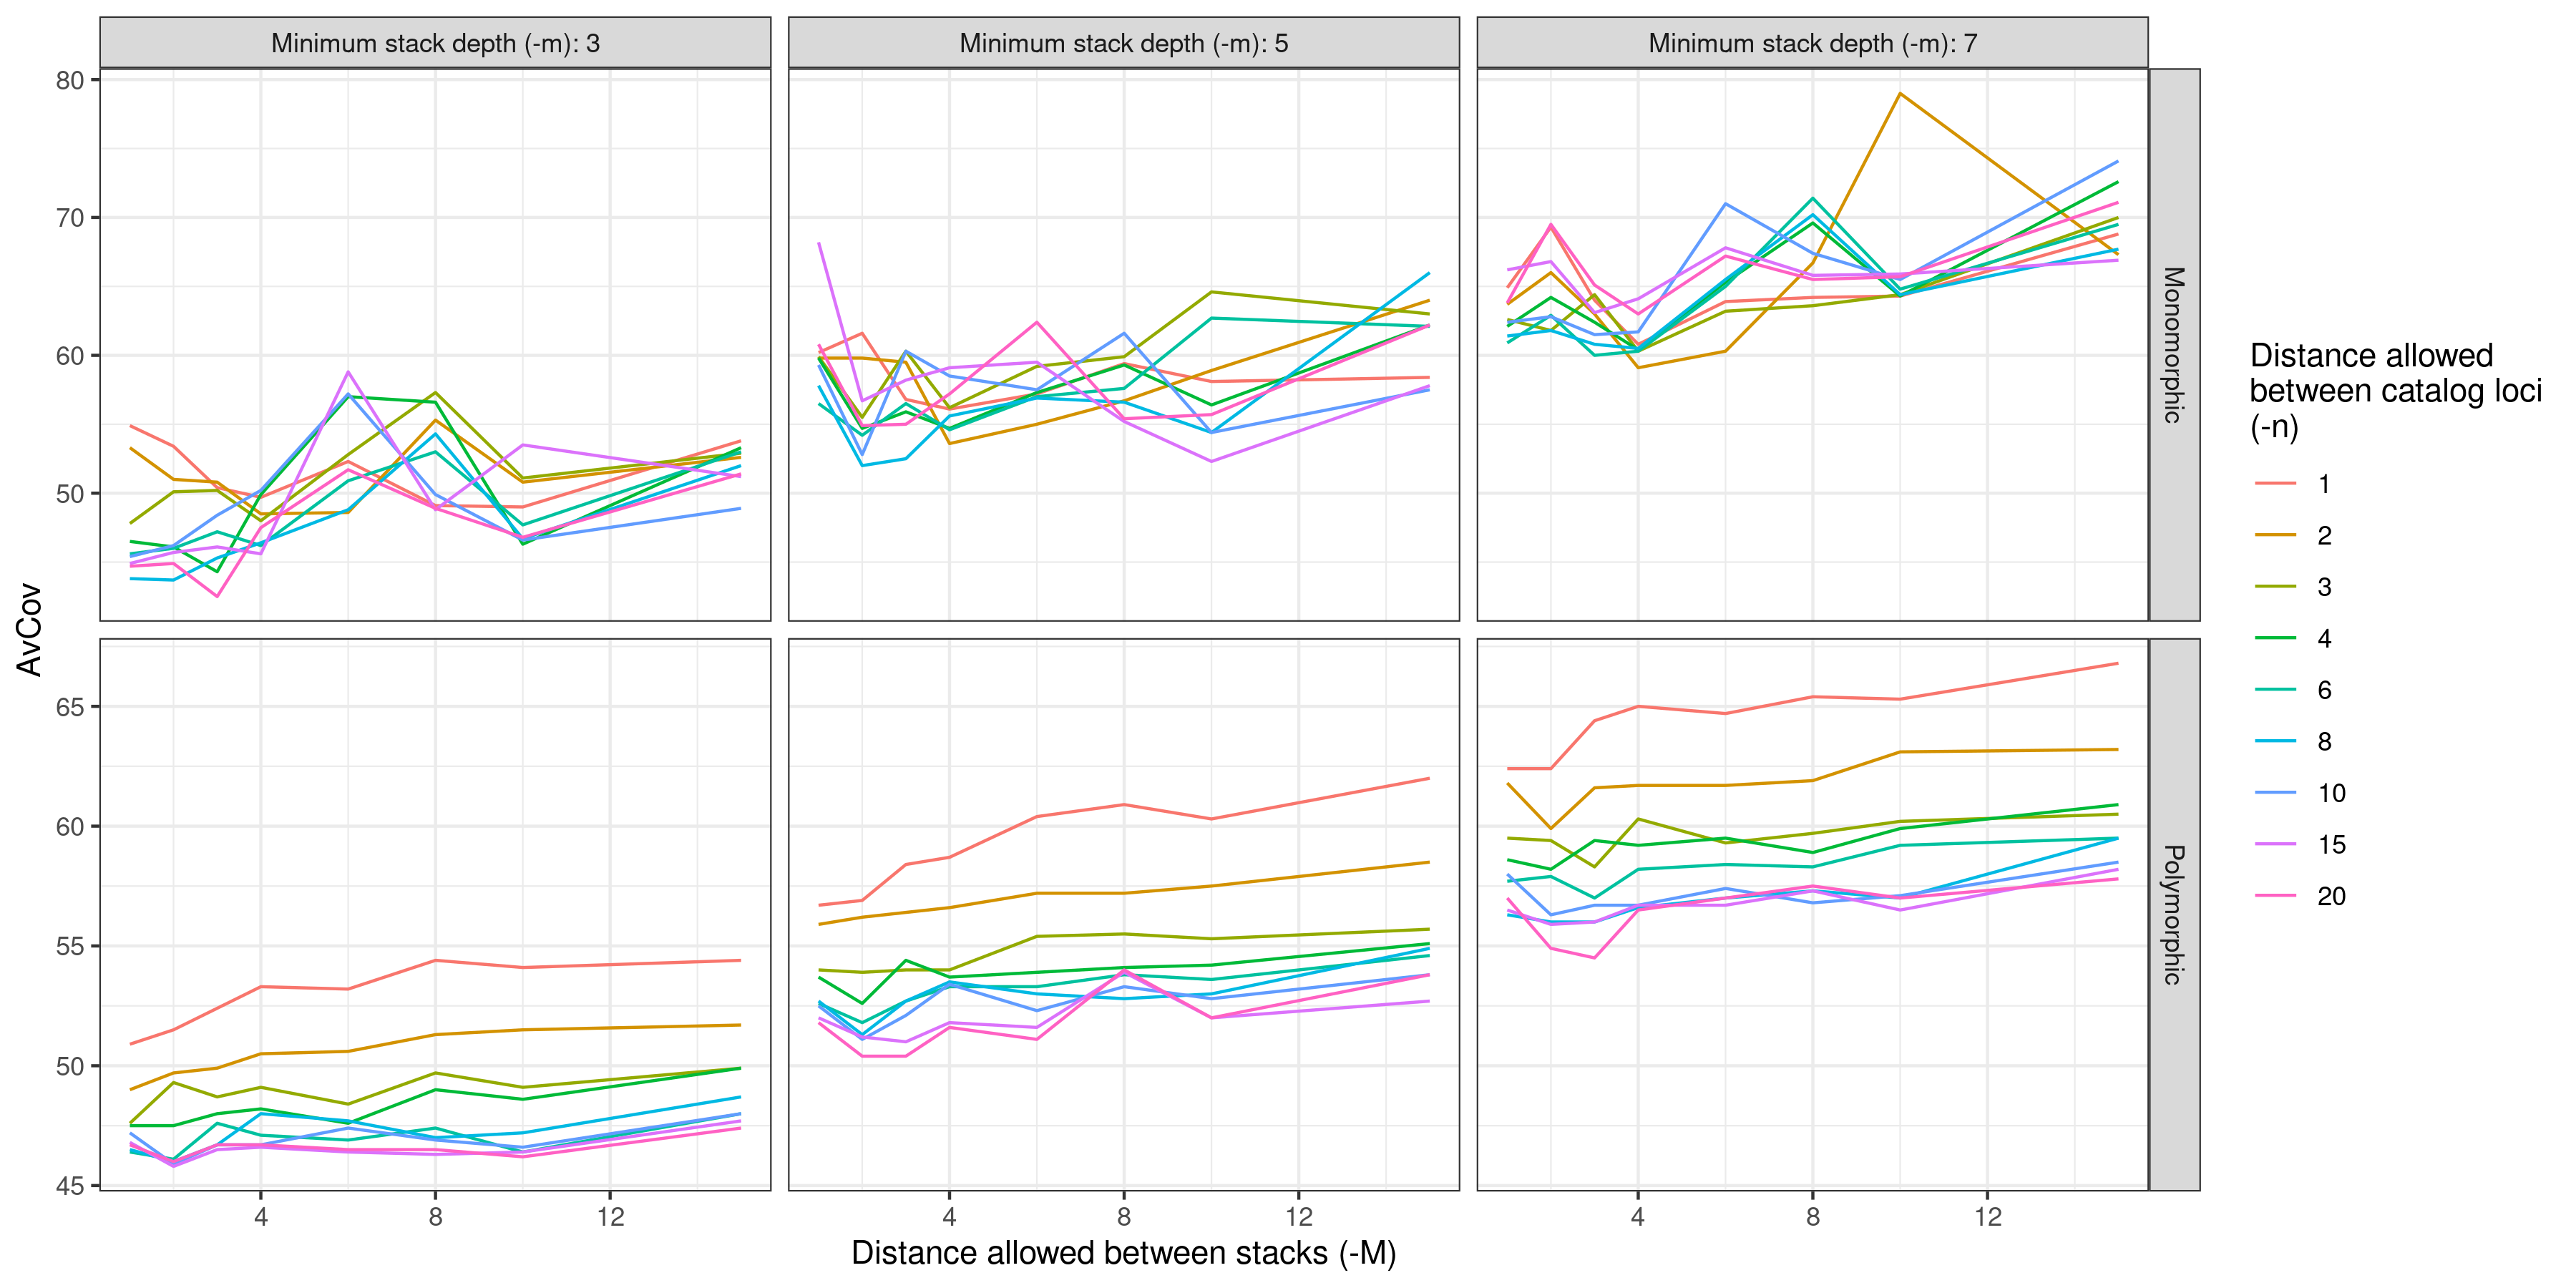 Minimum stack depth (-m): 3
Minimum stack depth (-m): 5
Minimum stack depth (-m): 7
80
70
60
50
Monomorphic
AvCov
65
60
55
50
45
Polymorphic
4
8
12
4
8
12
4
8
12
Distance allowed between stacks (-M)
Distance allowed
between catalog loci
(-n)
1
2
3
4
6
8
10
15
20